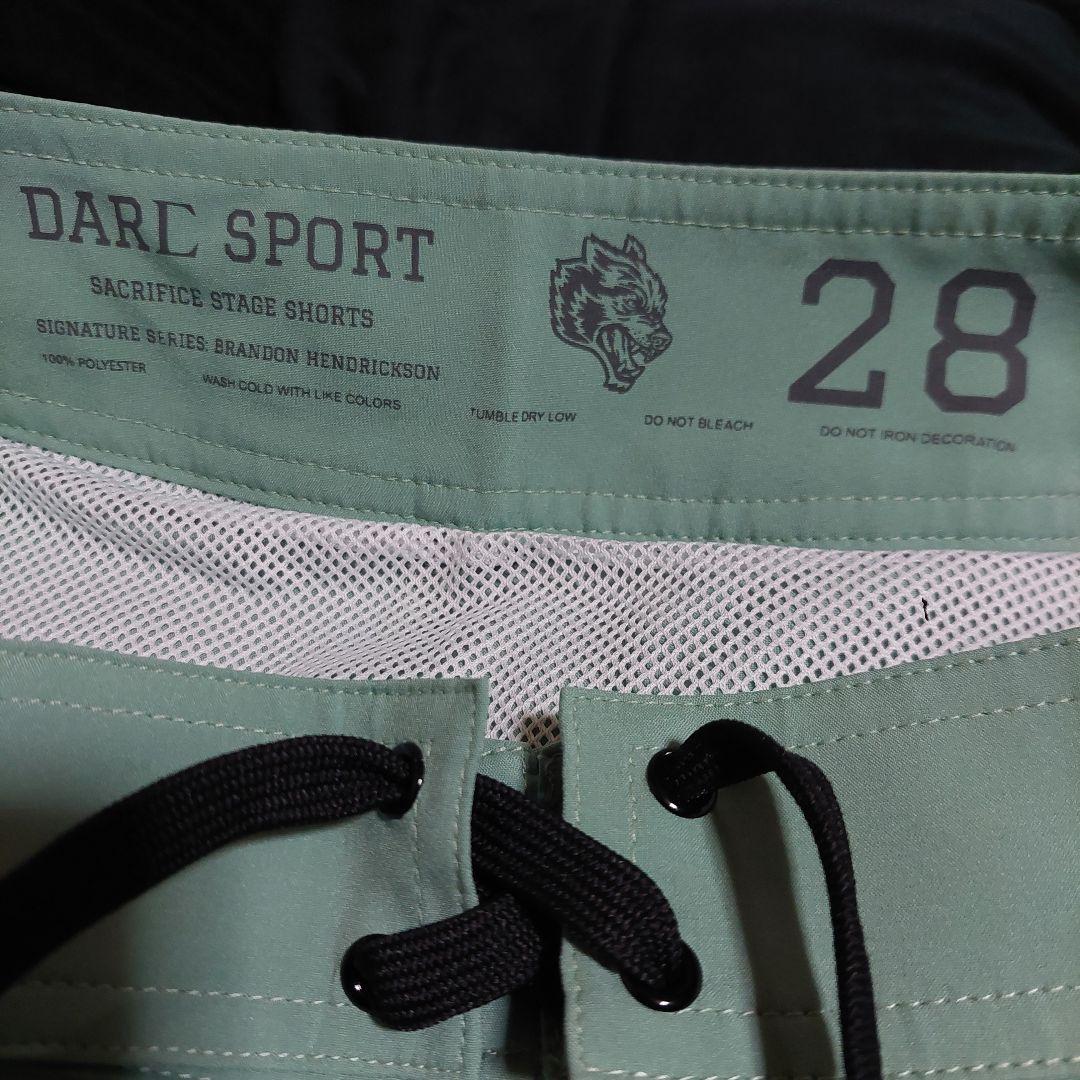 DARC SPORT
SACRIFICE STAGE SHORTS
SIGNATURE SERIES: BRANDON HENDRICKSON
28
100% POLYESTER
WASH COLD WITH LIKE COLORS
TUMBLE DRY LOW
DO NOT BLEACH
DO NOT IRON DECORATION